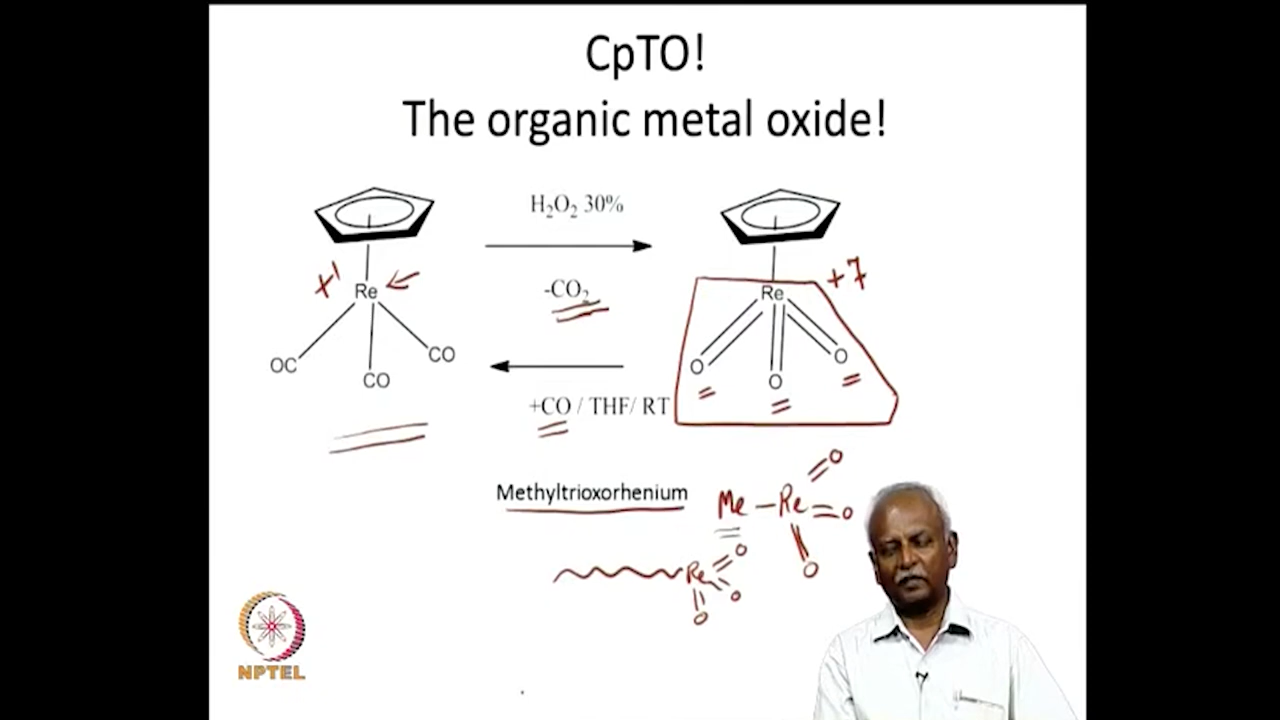 CpTO!
The organic metal oxide!
H₂O₂ 30%
-CO₂
+CO / THF/ RT
+1
Re
OC
CO
CO
+7
Re
O
O
O
Methyltrioxorhenium
Me – Re
O
O
O
Re
O
O
O
NPTEL